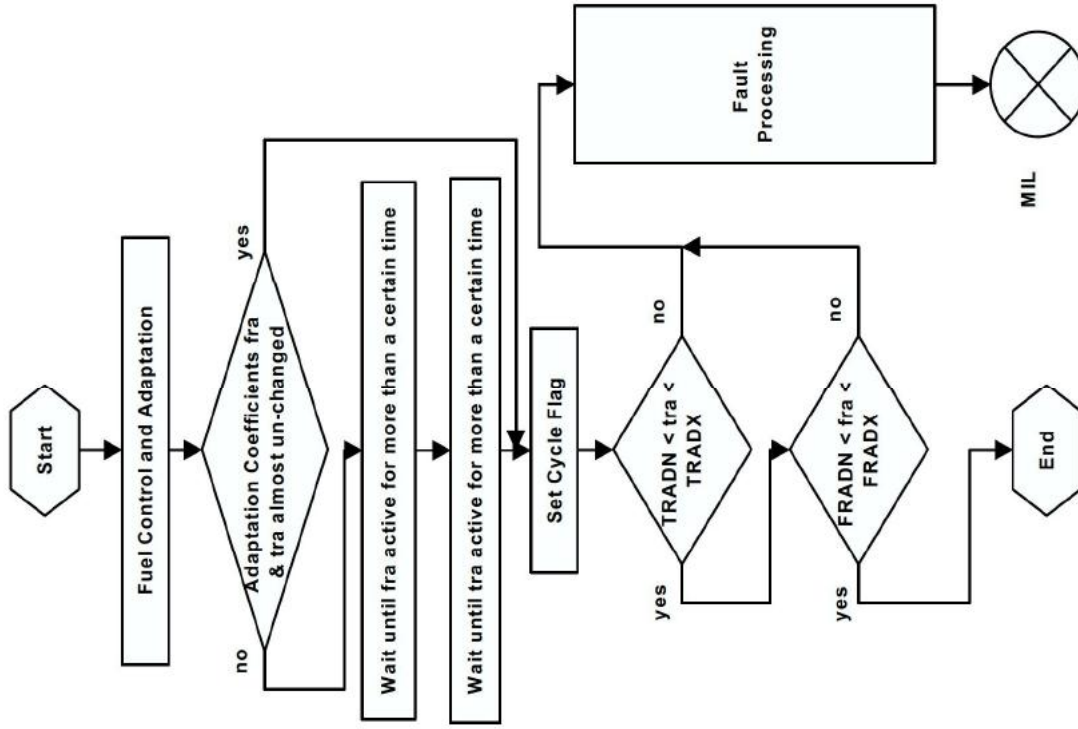 Start
Fuel Control and Adaptation
Adaptation Coefficients fra
& tra almost un-changed
no
yes
Wait until fra active for more than a certain time
Wait until tra active for more than a certain time
Set Cycle Flag
TRADN < tra <
TRADX
yes
no
FRADN < fra <
FRADX
yes
no
End
Fault
Processing
MIL